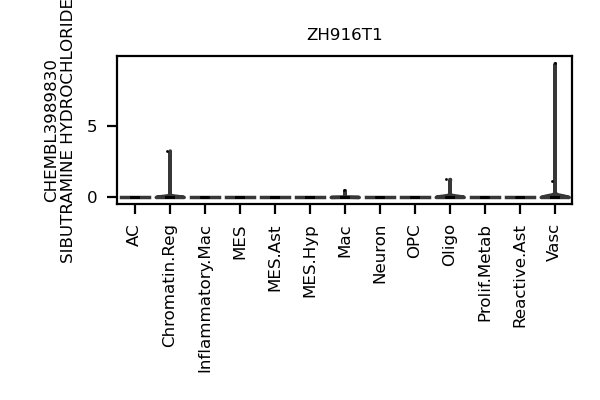 ZH916T1
CHEMBL3989830
SIBUTRAMINE HYDROCHLORIDE
5
0
AC
Chromatin.Reg
Inflammatory.Mac
MES
MES.Ast
MES.Hyp
Mac
Neuron
OPC
Oligo
Prolif.Metab
Reactive.Ast
Vasc